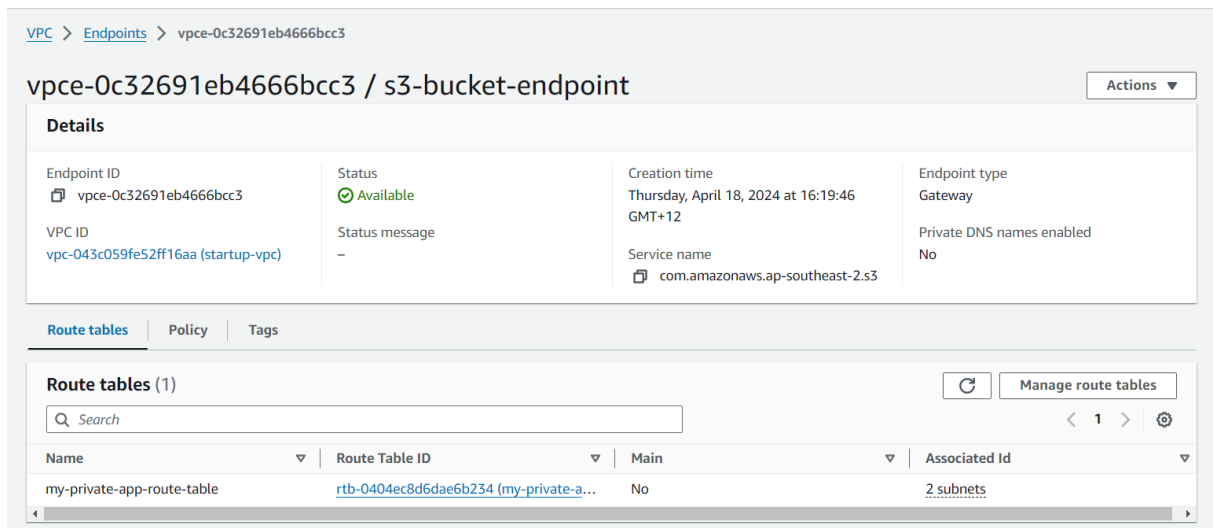 VPC > Endpoints > vpce-0c32691eb4666bcc3
vpce-0c32691eb4666bcc3 / s3-bucket-endpoint
Actions
Details
Endpoint ID
vpce-0c32691eb4666bcc3
VPC ID
vpc-043c059fe52ff16aa (startup-vpc)
Status
Available
Status message
–
Creation time
Thursday, April 18, 2024 at 16:19:46
GMT+12
Service name
com.amazonaws.ap-southeast-2.s3
Endpoint type
Gateway
Private DNS names enabled
No
Route tables Policy Tags
Route tables (1)
Manage route tables
Search
1
Name Route Table ID Main Associated Id
my-private-app-route-table rtb-0404ec8d6dae6b234 (my-private-a... No 2 subnets